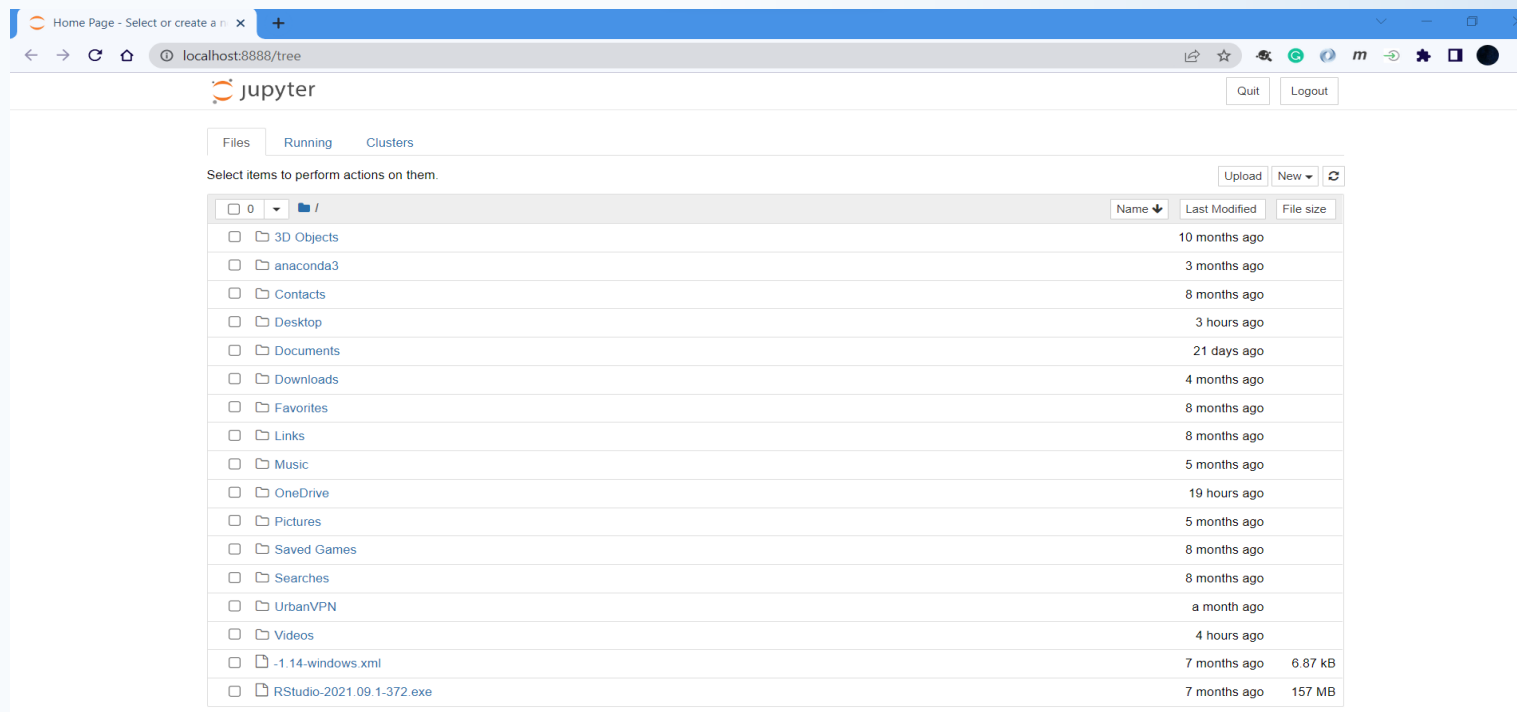 Home Page - Select or create a n
localhost:8888/tree
m
jupyter
Quit Logout
Files Running Clusters
Select items to perform actions on them.
Upload New
0 / Name Last Modified File size
3D Objects 10 months ago
anaconda3 3 months ago
Contacts 8 months ago
Desktop 3 hours ago
Documents 21 days ago
Downloads 4 months ago
Favorites 8 months ago
Links 8 months ago
Music 5 months ago
OneDrive 19 hours ago
Pictures 5 months ago
Saved Games 8 months ago
Searches 8 months ago
UrbanVPN a month ago
Videos 4 hours ago
-1.14-windows.xml 7 months ago 6.87 kB
RStudio-2021.09.1-372.exe 7 months ago 157 MB